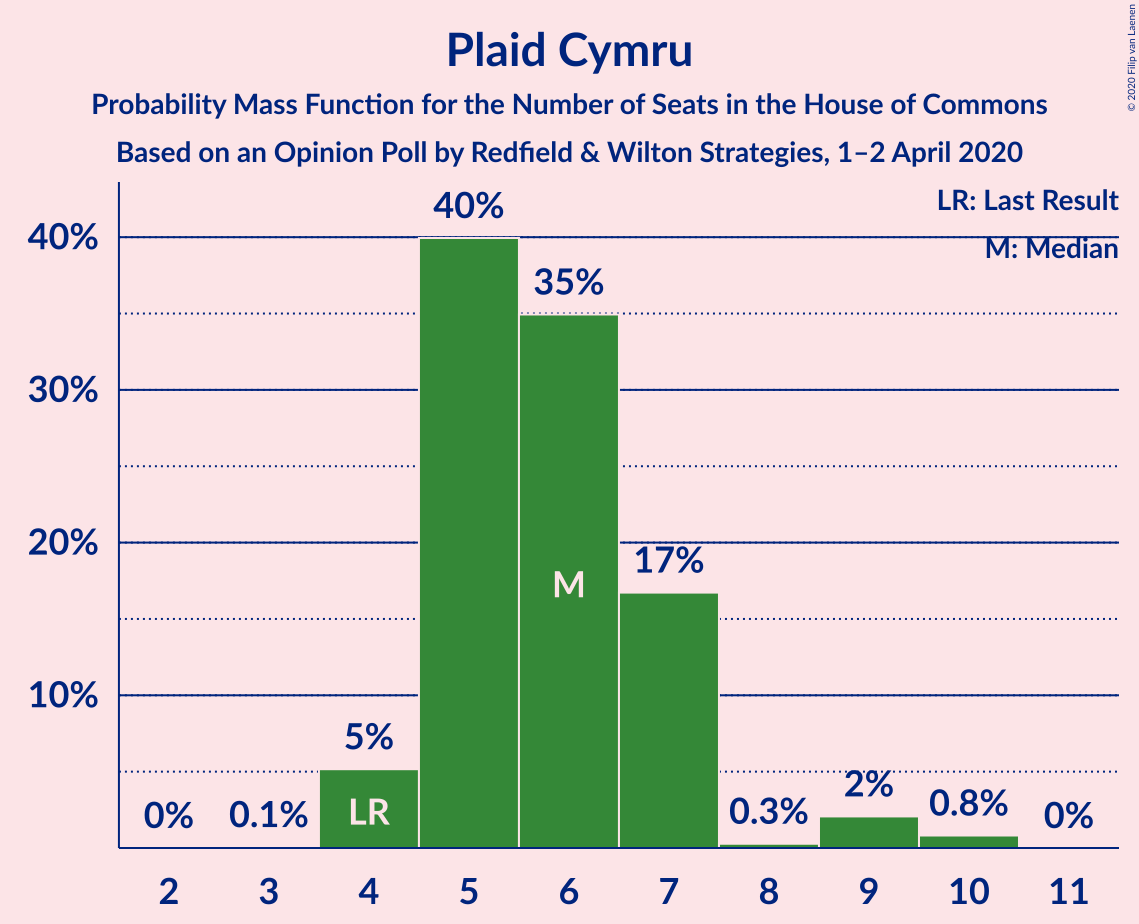 Plaid Cymru
Probability Mass Function for the Number of Seats in the House of Commons
Based on an Opinion Poll by Redfield & Wilton Strategies, 1–2 April 2020
© 2020 Filip van Laenen
LR: Last Result
M: Median
40%
30%
20%
10%
0%
0.1%
5%
40%
35%
17%
0.3%
2%
0.8%
0%
LR
M
2 3 4 5 6 7 8 9 10 11